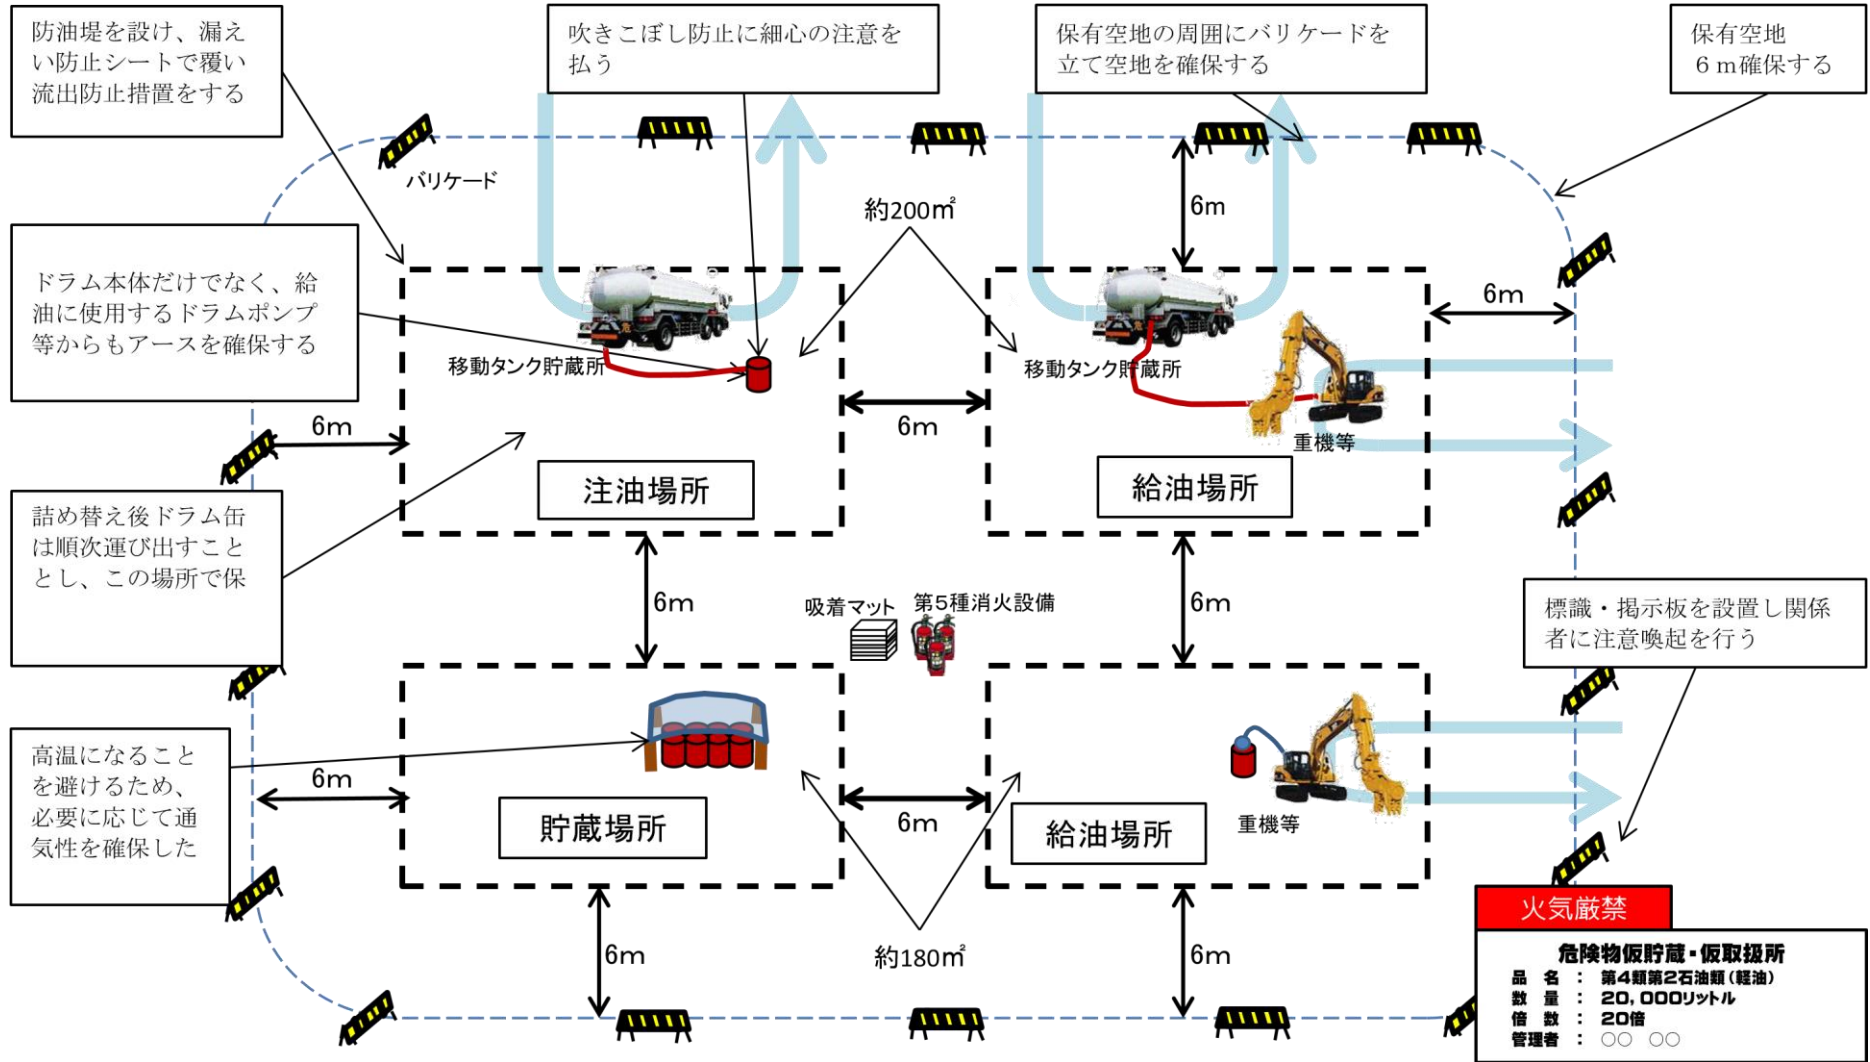 防油堤を設け、漏え
い防止シートで覆い
流出防止措置をする
吹きこぼし防止に細心の注意を
払う
保有空地の周囲にバリケードを
立て空地を確保する
保有空地
６ｍ確保する
バリケード
約200㎡
6m
ドラム本体だけでなく、給
油に使用するドラムポンプ
等からもアースを確保する
移動タンク貯蔵所
移動タンク貯蔵所
6m
6m
6m
重機等
注油場所
給油場所
詰め替え後ドラム缶
は順次運び出すこと
とし、この場所で保
6m
吸着マット
第5種消火設備
6m
標識・掲示板を設置し関係
者に注意喚起を行う
高温になること
を避けるため、
必要に応じて通
気性を確保した
6m
6m
貯蔵場所
給油場所
重機等
6m
約180㎡
6m
火気厳禁
危険物仮貯蔵・仮取扱所
品　名　：　第4類第2石油類（軽油）
数　量　：　20,000リットル
倍　数　：　20倍
管理者　：　○○　○○